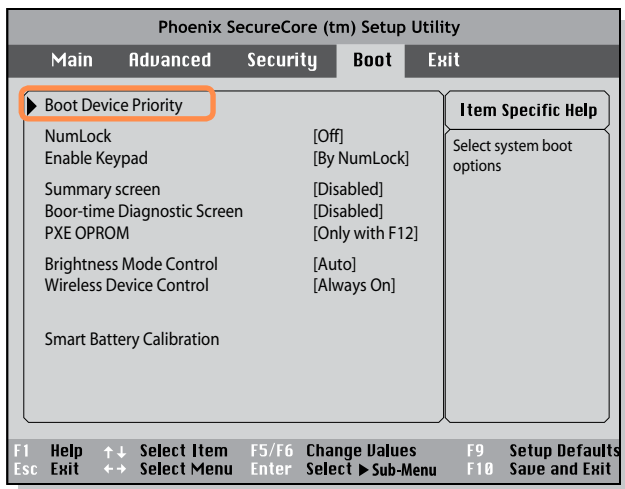 Phoenix SecureCore (tm) Setup Utility
Main Advanced Security Boot Exit
Boot Device Priority
NumLock [Off]
Enable Keypad [By NumLock]
Summary screen [Disabled]
Boor-time Diagnostic Screen [Disabled]
PXE OPROM [Only with F12]
Brightness Mode Control [Auto]
Wireless Device Control [Always On]
Smart Battery Calibration
Item Specific Help
Select system boot
options
F1 Help ↑↓ Select Item F5/F6 Change Values F9 Setup Defaults
Esc Exit ←→ Select Menu Enter Select ▶ Sub-Menu F10 Save and Exit